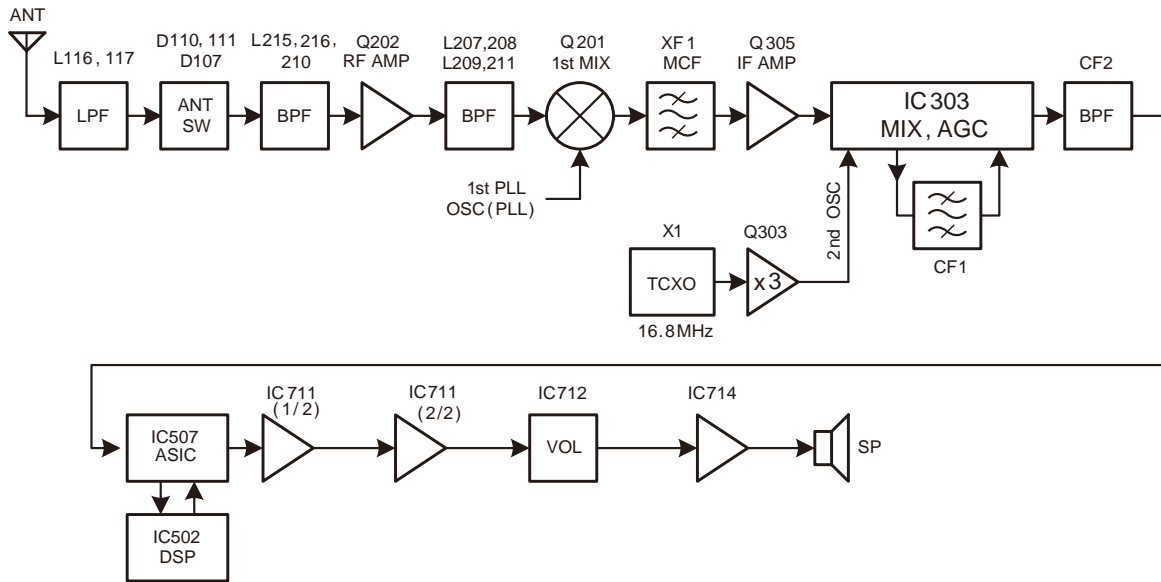 ANT
L116, 117
D110, 111
D107
L215, 216,
210
Q202
RF AMP
L207,208
L209,211
Q201
1st MIX
XF1
MCF
Q305
IF AMP
CF2
LPF
ANT
SW
BPF
BPF
IC303
MIX, AGC
BPF
1st PLL
OSC (PLL)
2nd OSC
CF1
X1
Q303
TCXO
x3
16.8MHz
IC711
(1/2)
IC711
(2/2)
IC712
IC714
IC507
ASIC
VOL
SP
IC502
DSP